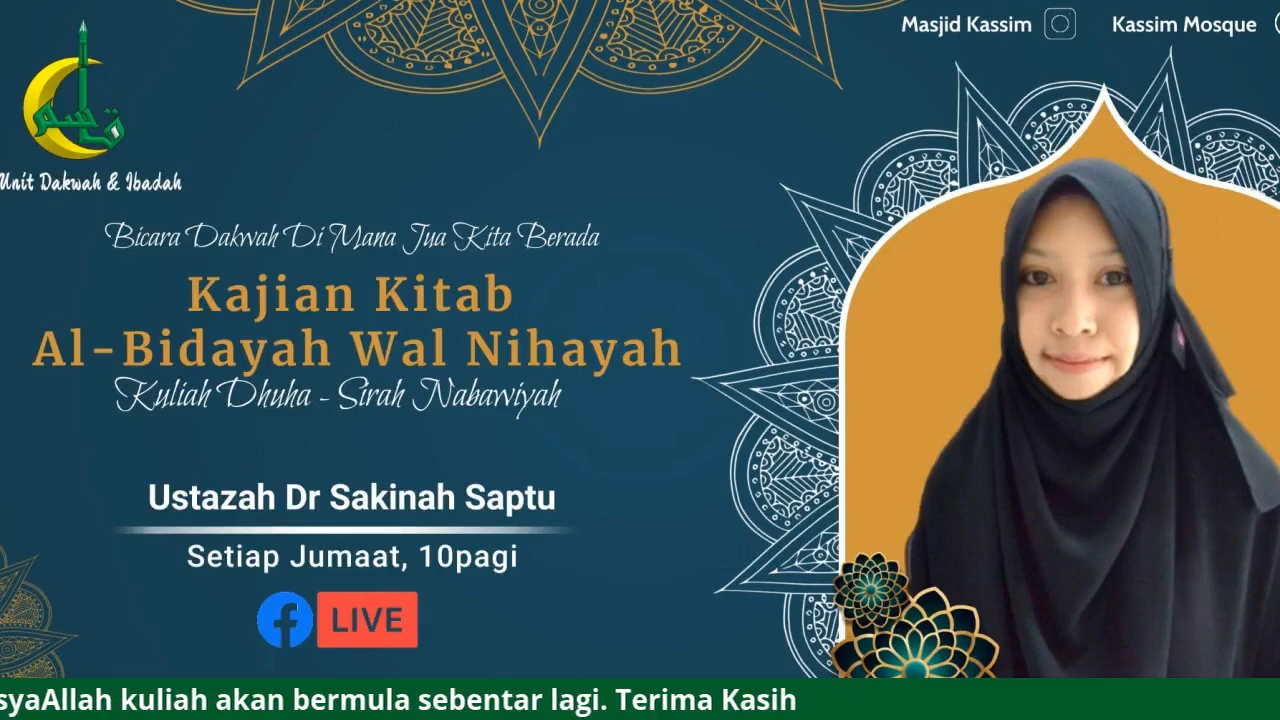 Masjid Kassim
Kassim Mosque
قاسم
Unit Dakwah & Ibadah
Bicara Dakwah Di Mana Jua Kita Berada
Kajian Kitab
Al-Bidayah Wal Nihayah
Kuliah Dhuha - Sirah Nabawiyah
Ustazah Dr Sakinah Saptu
Setiap Jumaat, 10pagi
LIVE
syaAllah kuliah akan bermula sebentar lagi. Terima Kasih